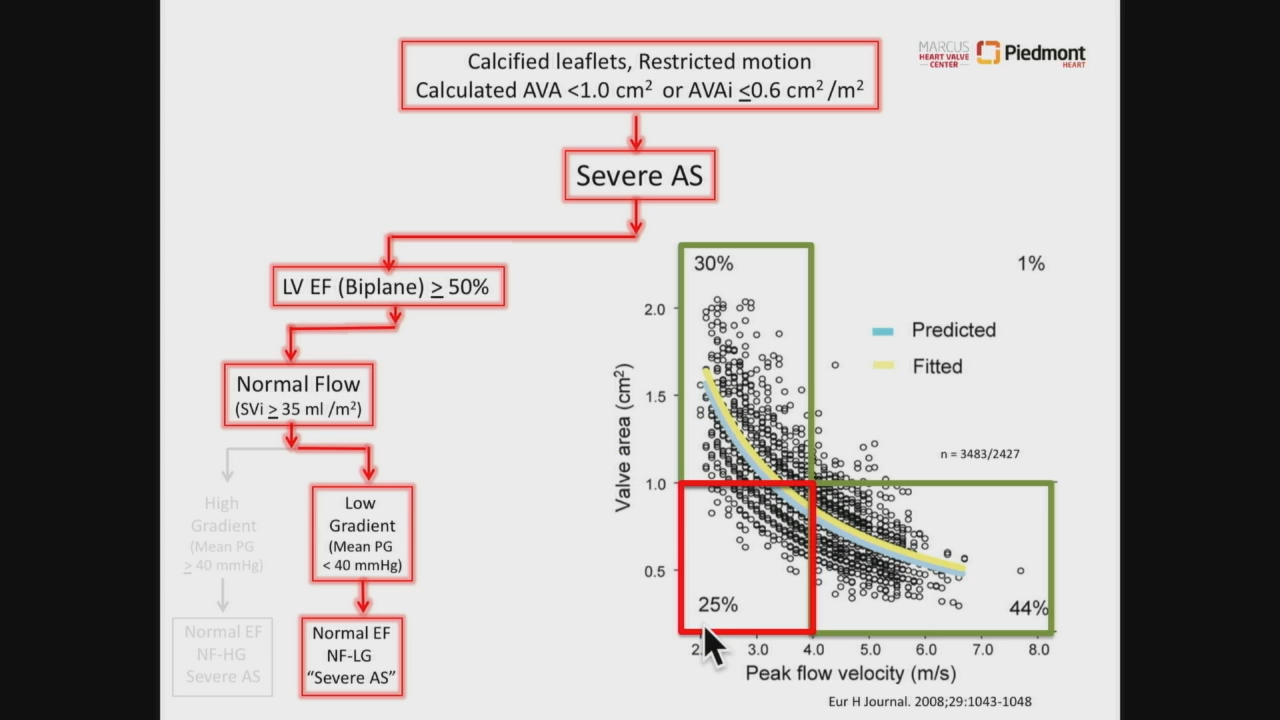 Calcified leaflets, Restricted motion
Calculated AVA <1.0 cm² or AVAi ≤0.6 cm²/m²
MARCUS
HEART VALVE
CENTER
Piedmont
HEART
Severe AS
LV EF (Biplane) ≥ 50%
Normal Flow
(SVi ≥ 35 ml /m²)
High
Gradient
(Mean PG
≥ 40 mmHg)
Low
Gradient
(Mean PG
< 40 mmHg)
Normal EF
NF-HG
Severe AS
Normal EF
NF-LG
“Severe AS”
30%
1%
2.0
Predicted
Fitted
1.5
Valve area (cm²)
n = 3483/2427
1.0
0.5
25%
44%
3.0 4.0 5.0 6.0 7.0 8.0
Peak flow velocity (m/s)
Eur H Journal. 2008;29:1043-1048